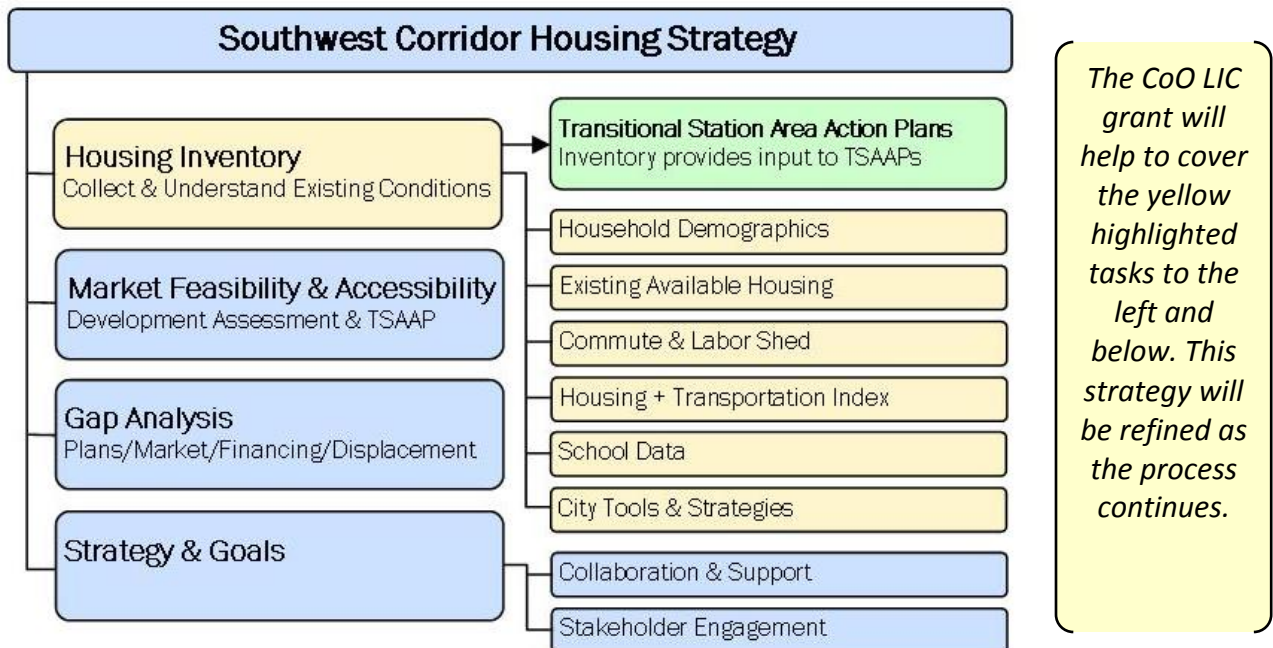 Southwest Corridor Housing Strategy
Housing Inventory
Collect & Understand Existing Conditions
Transitional Station Area Action Plans
Inventory provides input to TSAAPs
Household Demographics
Existing Available Housing
Commute & Labor Shed
Housing + Transportation Index
School Data
City Tools & Strategies
Market Feasibility & Accessibility
Development Assessment & TSAAP
Gap Analysis
Plans/Market/Financing/Displacement
Strategy & Goals
Collaboration & Support
Stakeholder Engagement
The CoO LIC
grant will
help to cover
the yellow
highlighted
tasks to the
left and
below. This
strategy will
be refined as
the process
continues.